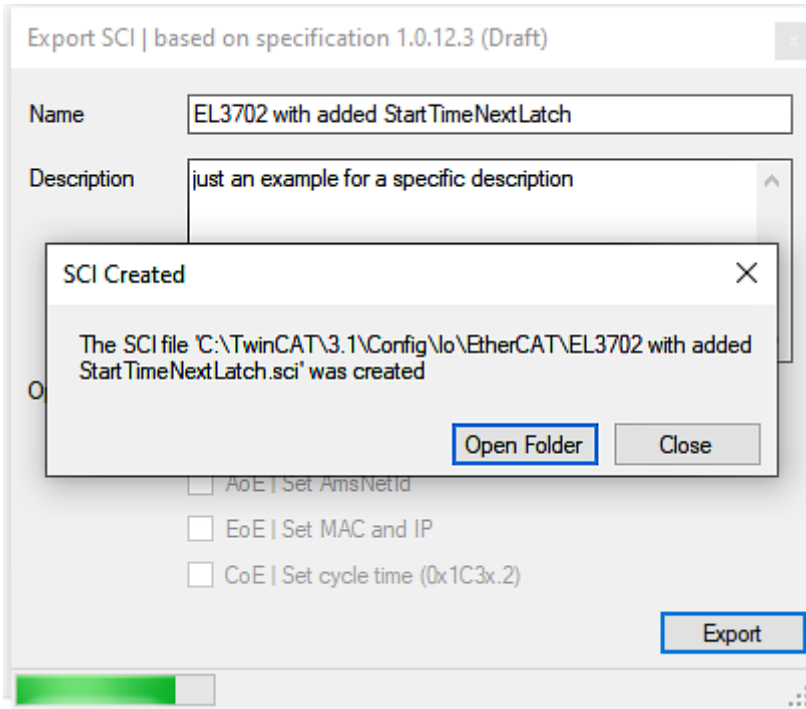 Export SCI | based on specification 1.0.12.3 (Draft)
x
Name
EL3702 with added StartTimeNextLatch
Description
just an example for a specific description
SCI Created
The SCI file 'C:\TwinCAT\3.1\Config\Io\EtherCAT\EL3702 with added
StartTimeNextLatch.sci' was created
Open Folder
Close
AoE | Set AmsNetId
EoE | Set MAC and IP
CoE | Set cycle time (0x1C3x.2)
Export